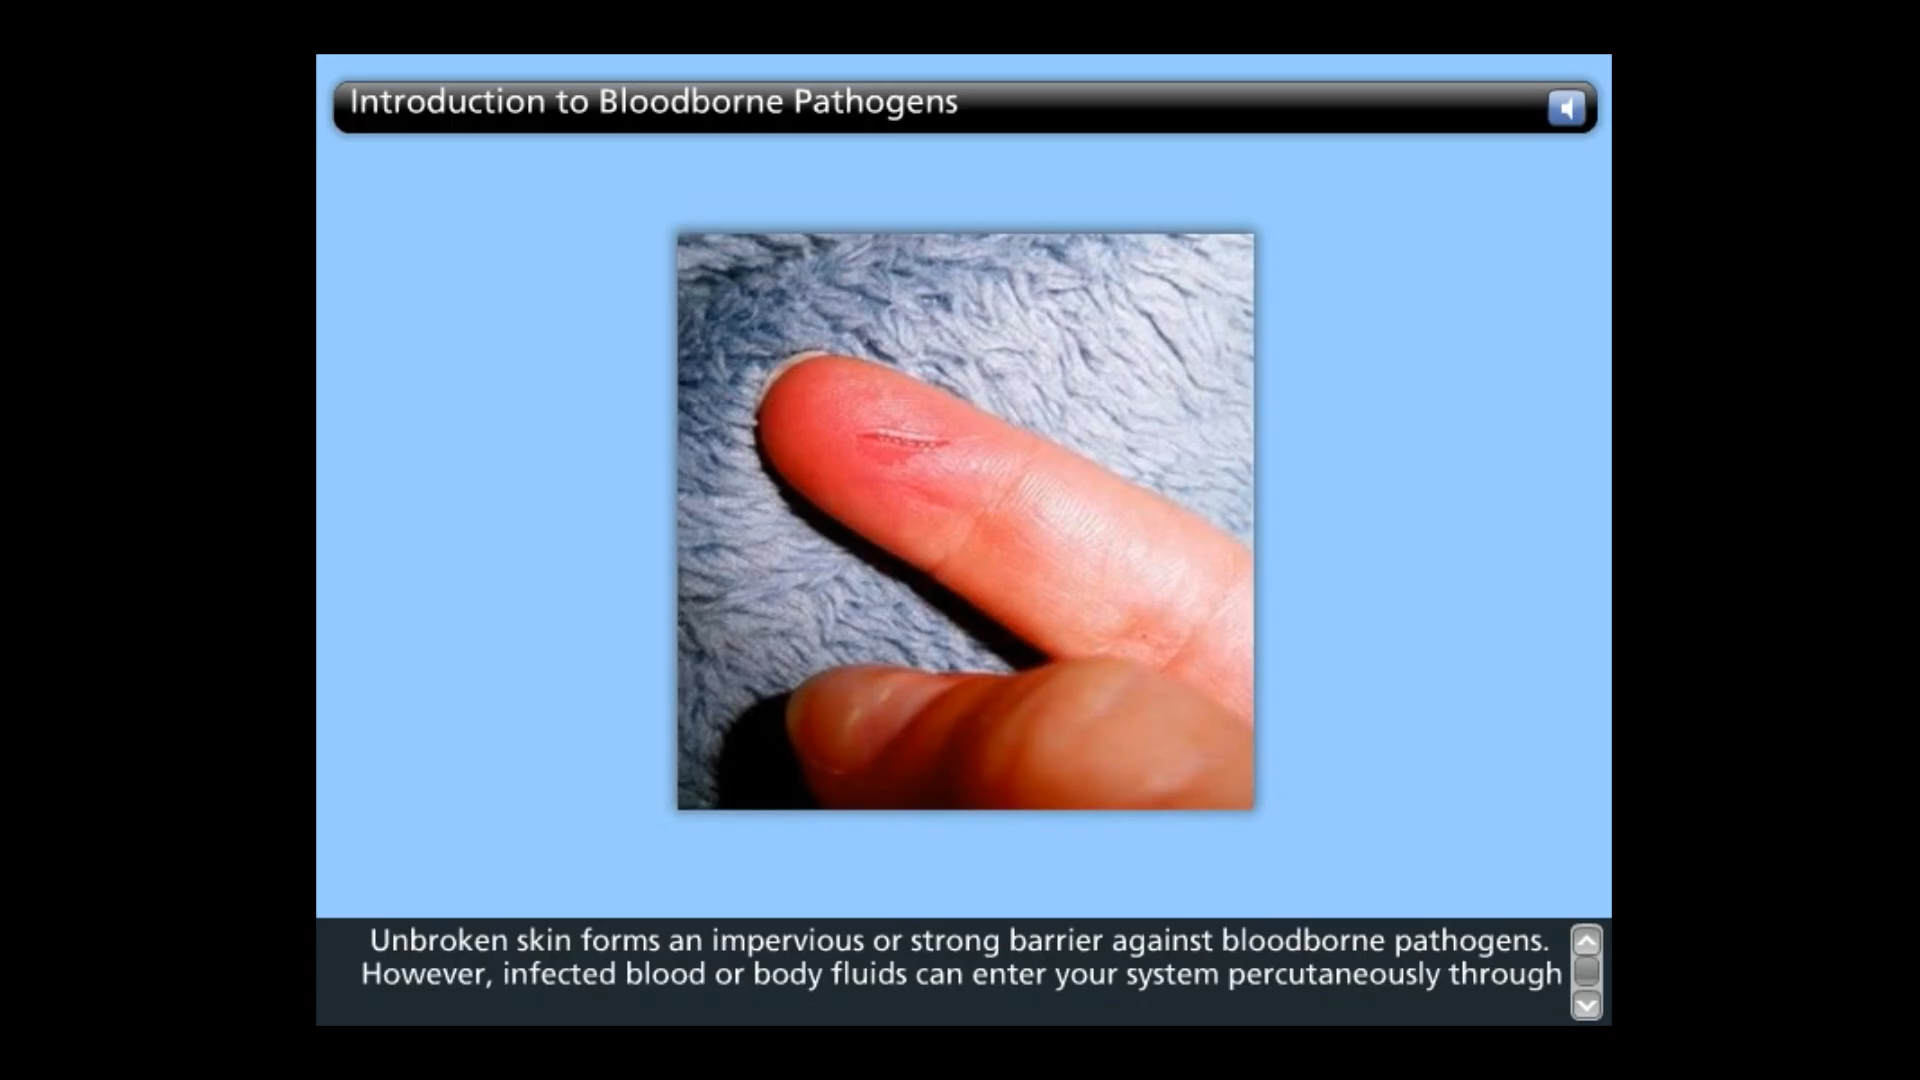 Introduction to Bloodborne Pathogens
Unbroken skin forms an impervious or strong barrier against bloodborne pathogens.
However, infected blood or body fluids can enter your system percutaneously through